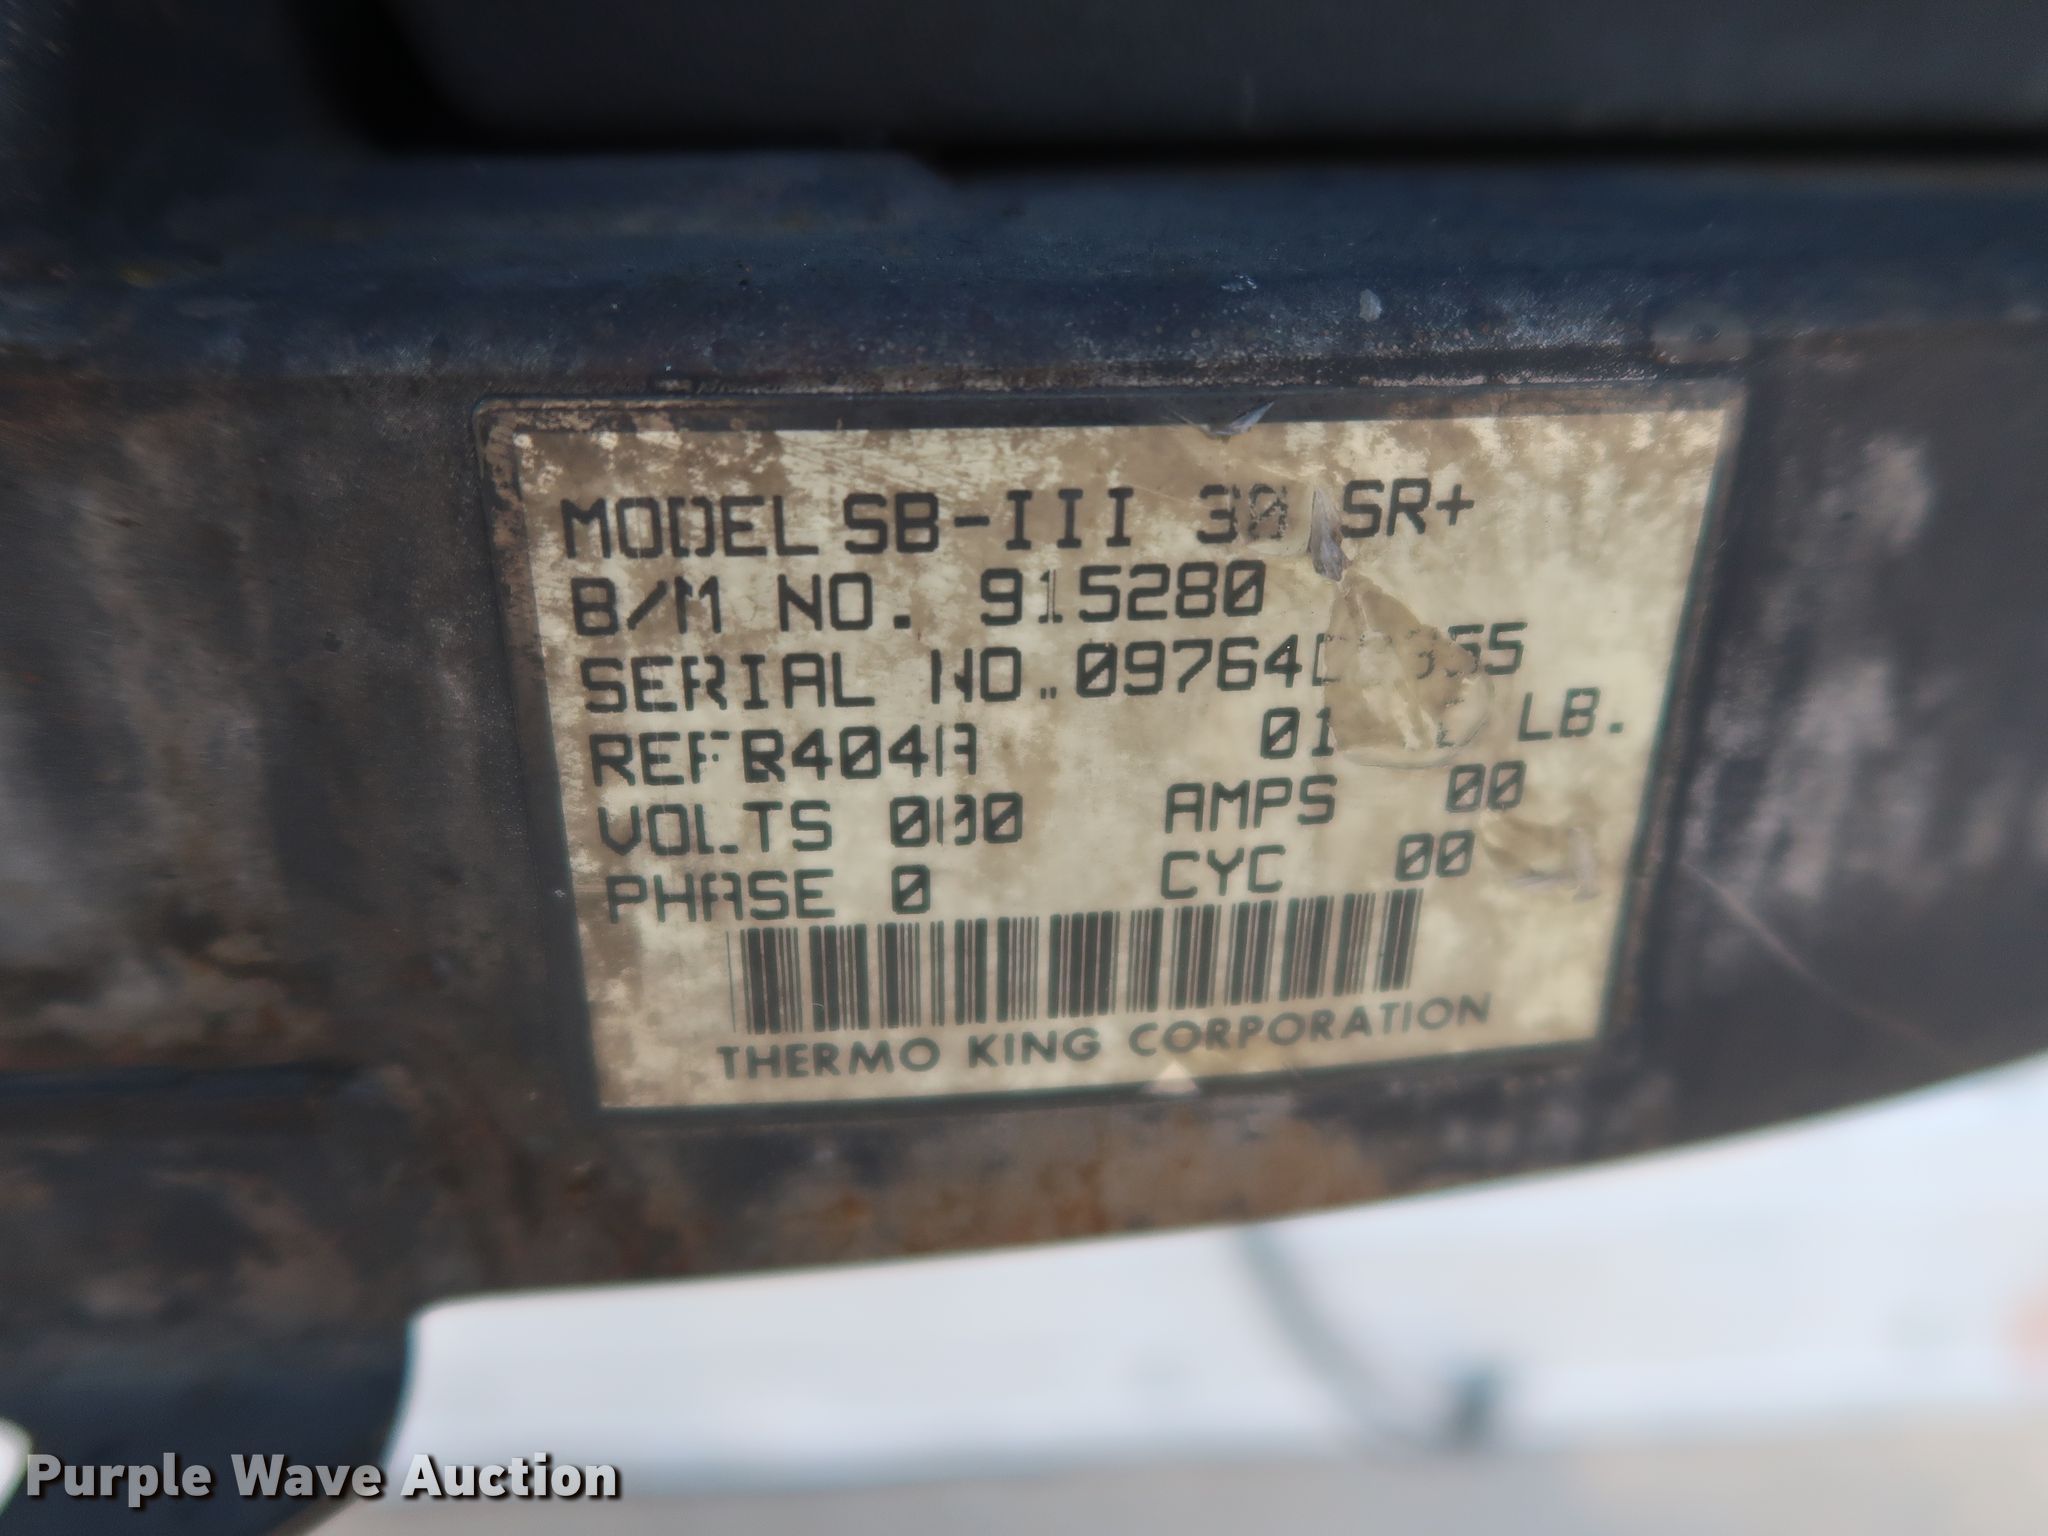 MODEL SB-III 30 SR+
B/M NO. 915280
SERIAL NO.
REF R404A LB.
VOLTS 000 AMPS 00
PHASE 0 CYC 00
THERMO KING CORPORATION
Purple Wave Auction